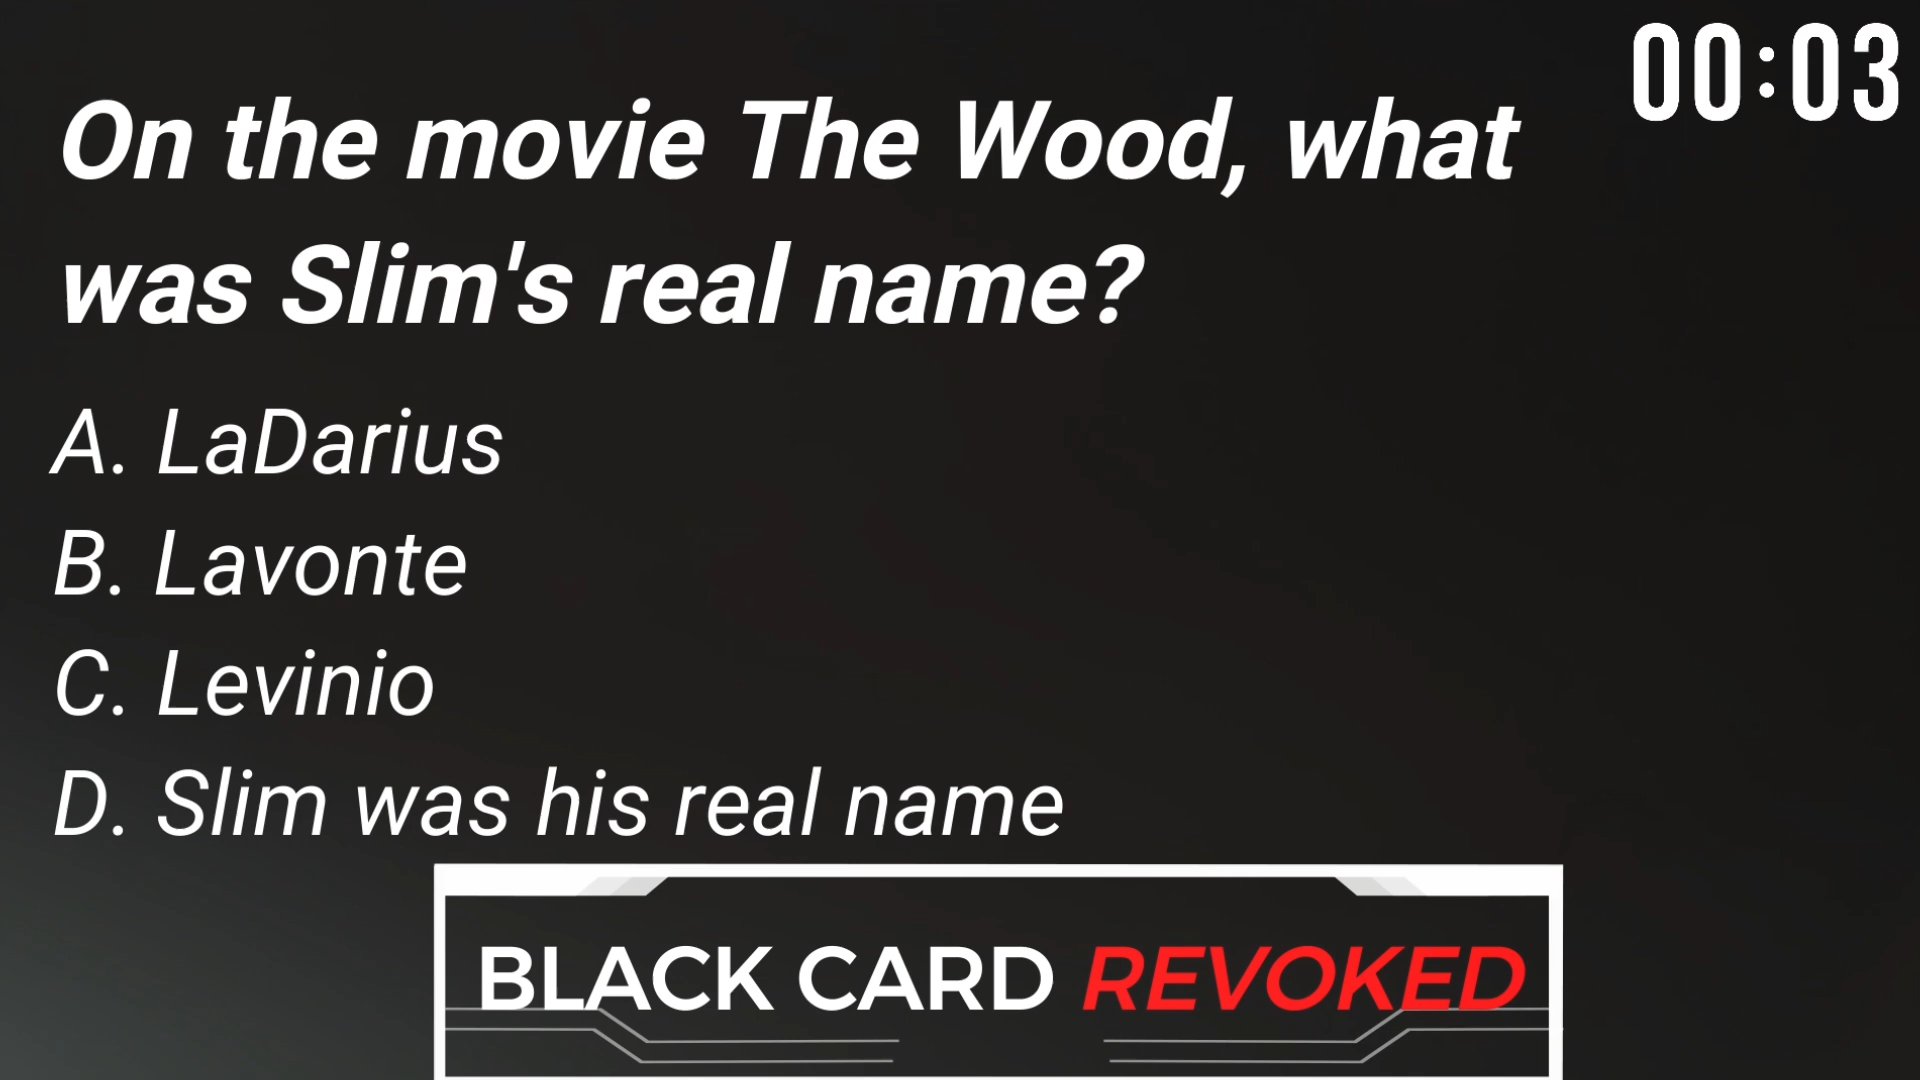 00:03
On the movie The Wood, what
was Slim's real name?
A. LaDarius
B. Lavonte
C. Levinio
D. Slim was his real name
BLACK CARD REVOKED